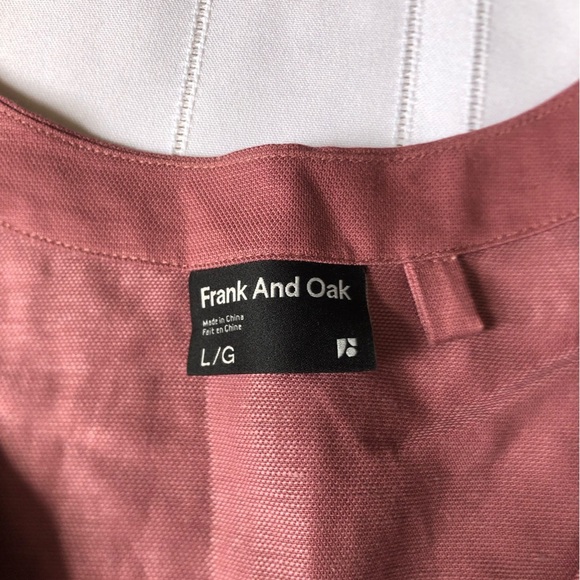 Frank And Oak
Made in China
Fait en Chine
L/G